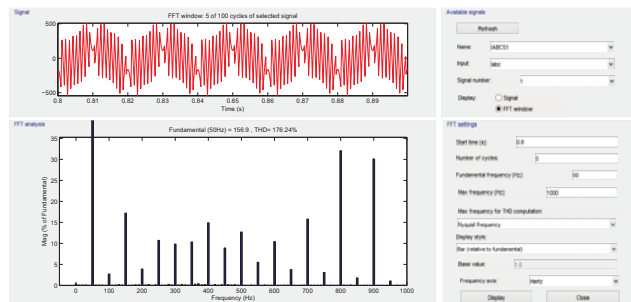 Signal
FFT window: 5 of 100 cycles of selected signal
500
0
−500
0.8 0.81 0.82 0.83 0.84 0.85 0.86 0.87 0.88 0.89
Time (s)
FFT analysis
Fundamental (50Hz) = 156.9 , THD= 176.24%
Mag (% of Fundamental)
35
30
25
20
15
10
5
0
0 100 200 300 400 500 600 700 800 900 1000
Frequency (Hz)
Available signals
Refresh
Name:
Input:
Signal number: 1
Display: Signal
FFT window
FFT settings
Start time (s): 0.8
Number of cycles: 5
Fundamental frequency (Hz): 50
Max frequency (Hz): 1000
Max frequency for THD computation:
Nyquist frequency
Display style:
Bar (relative to fundamental)
Base value: 1.0
Frequency axis: Hertz
Display Close